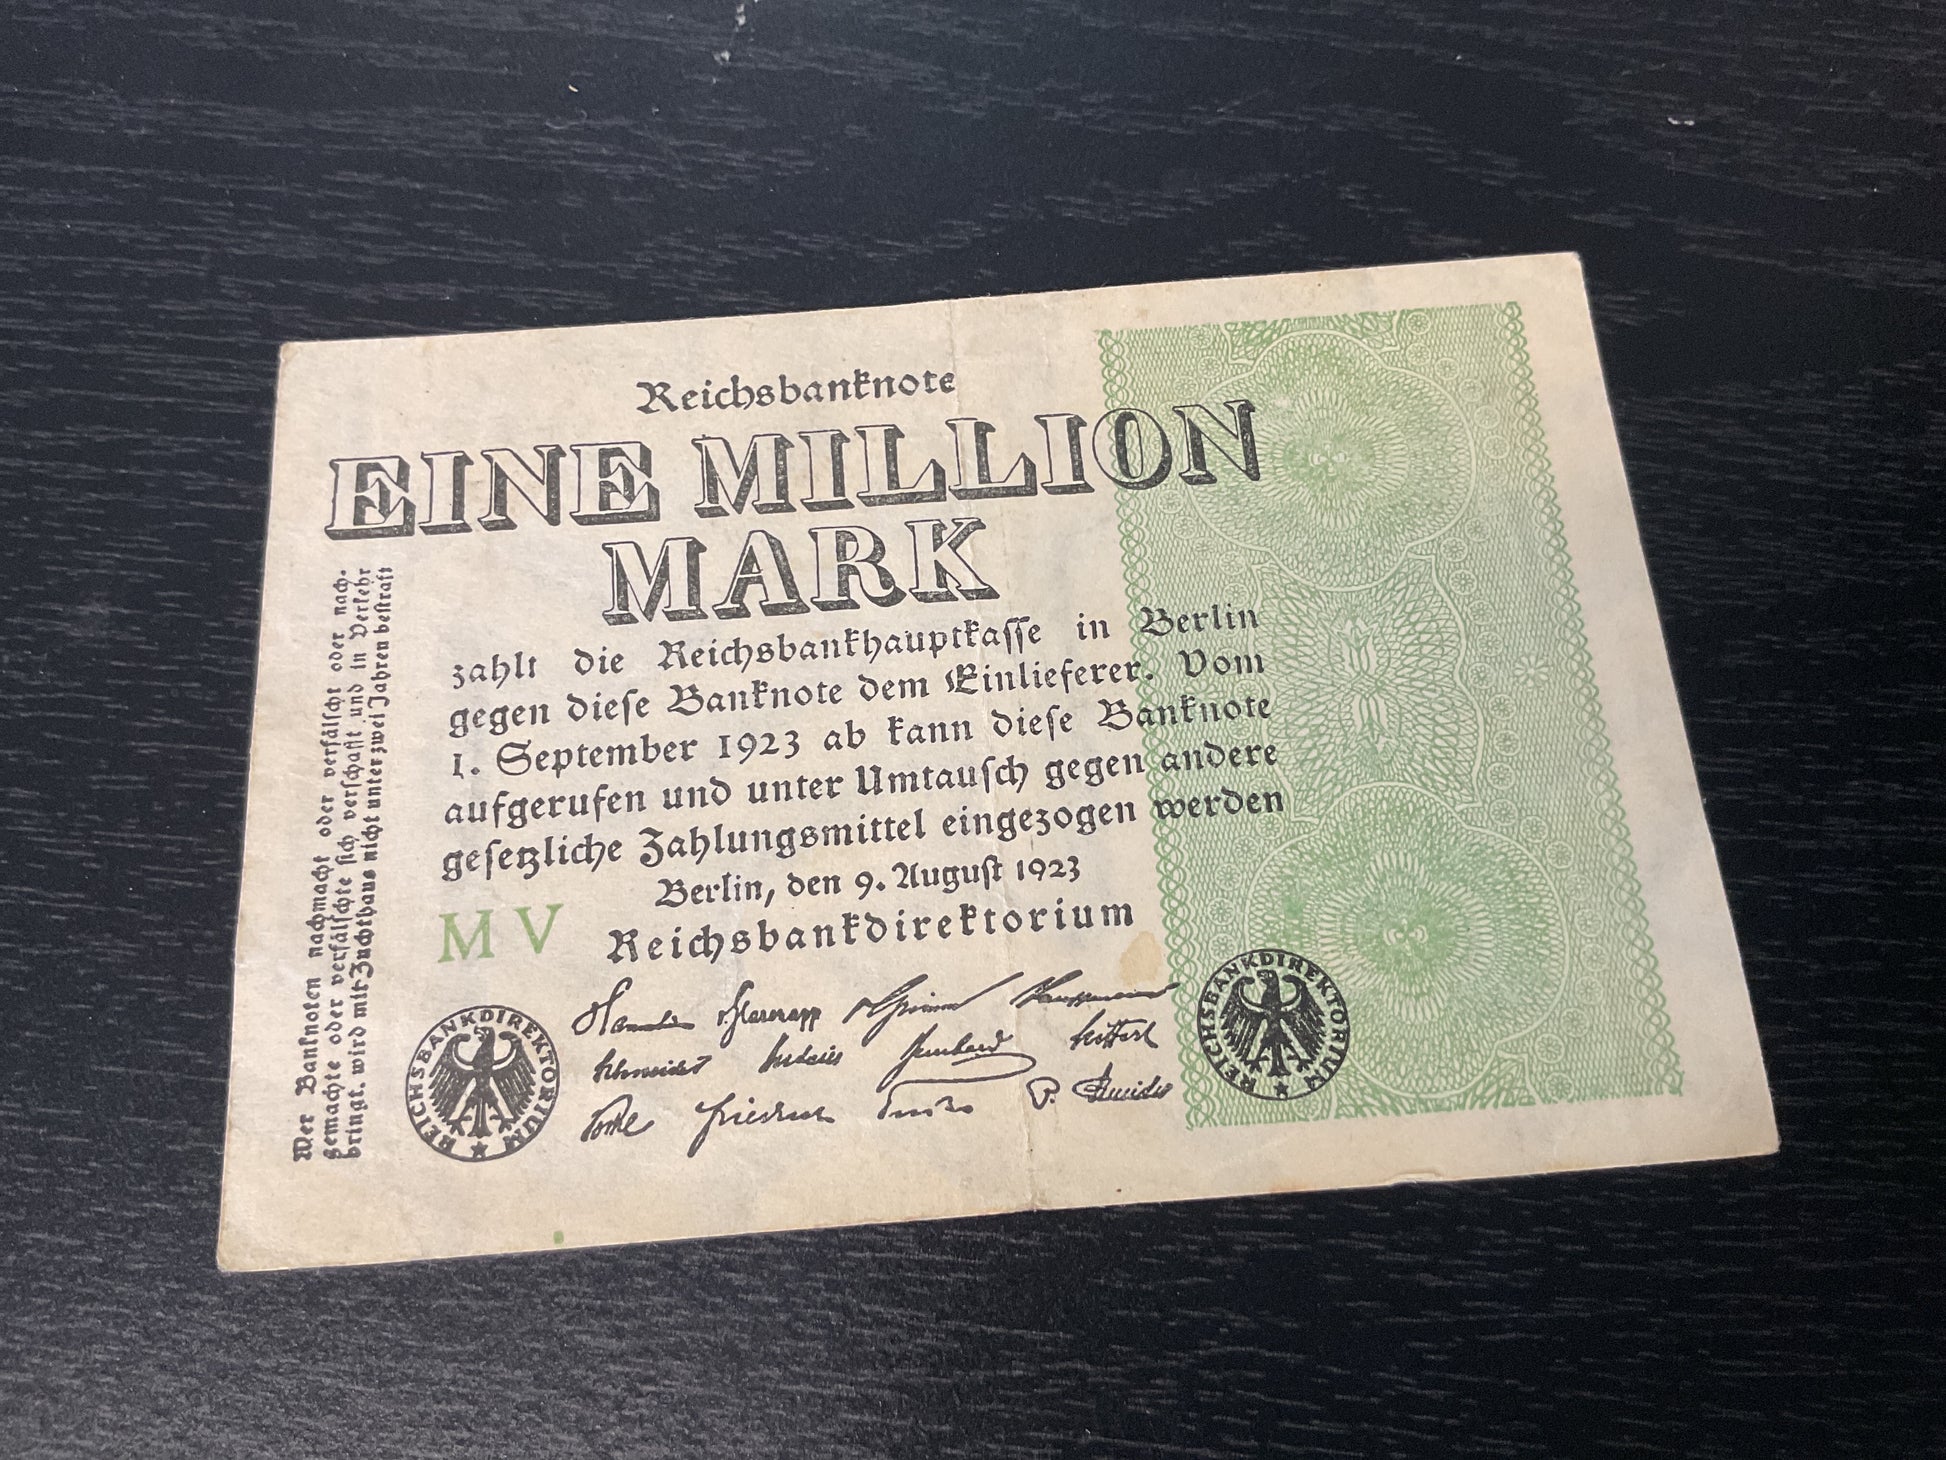 Reichsbanknote
EINE MILLION
MARK
zahlt die Reichsbankhauptkasse in Berlin
gegen diese Banknote dem Einlieferer. Vom
1. September 1923 ab kann diese Banknote
aufgerufen und unter Umtausch gegen andere
gesetzliche Zahlungsmittel eingezogen werden
Berlin, den 9. August 1923
Reichsbankdirektorium
MV
REICHSBANKDIREKTORIUM
REICHSBANKDIREKTORIUM
Wer Banknoten nachmacht oder verfälscht oder nach-
gemachte oder verfälschte sich verschafft und in Verkehr
bringt, wird mit Zuchthaus nicht unter zwei Jahren bestraft